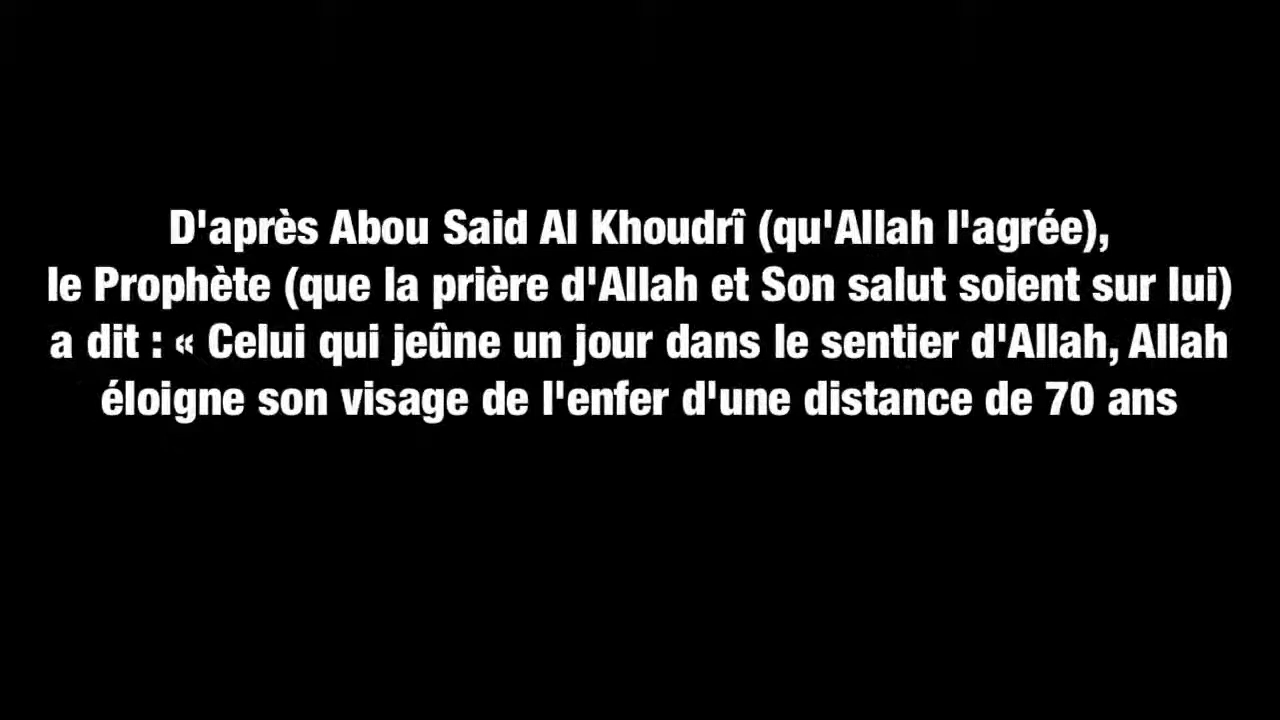 D'après Abou Said Al Khoudrî (qu'Allah l'agrée),
le Prophète (que la prière d'Allah et Son salut soient sur lui)
a dit : « Celui qui jeûne un jour dans le sentier d'Allah, Allah
éloigne son visage de l'enfer d'une distance de 70 ans